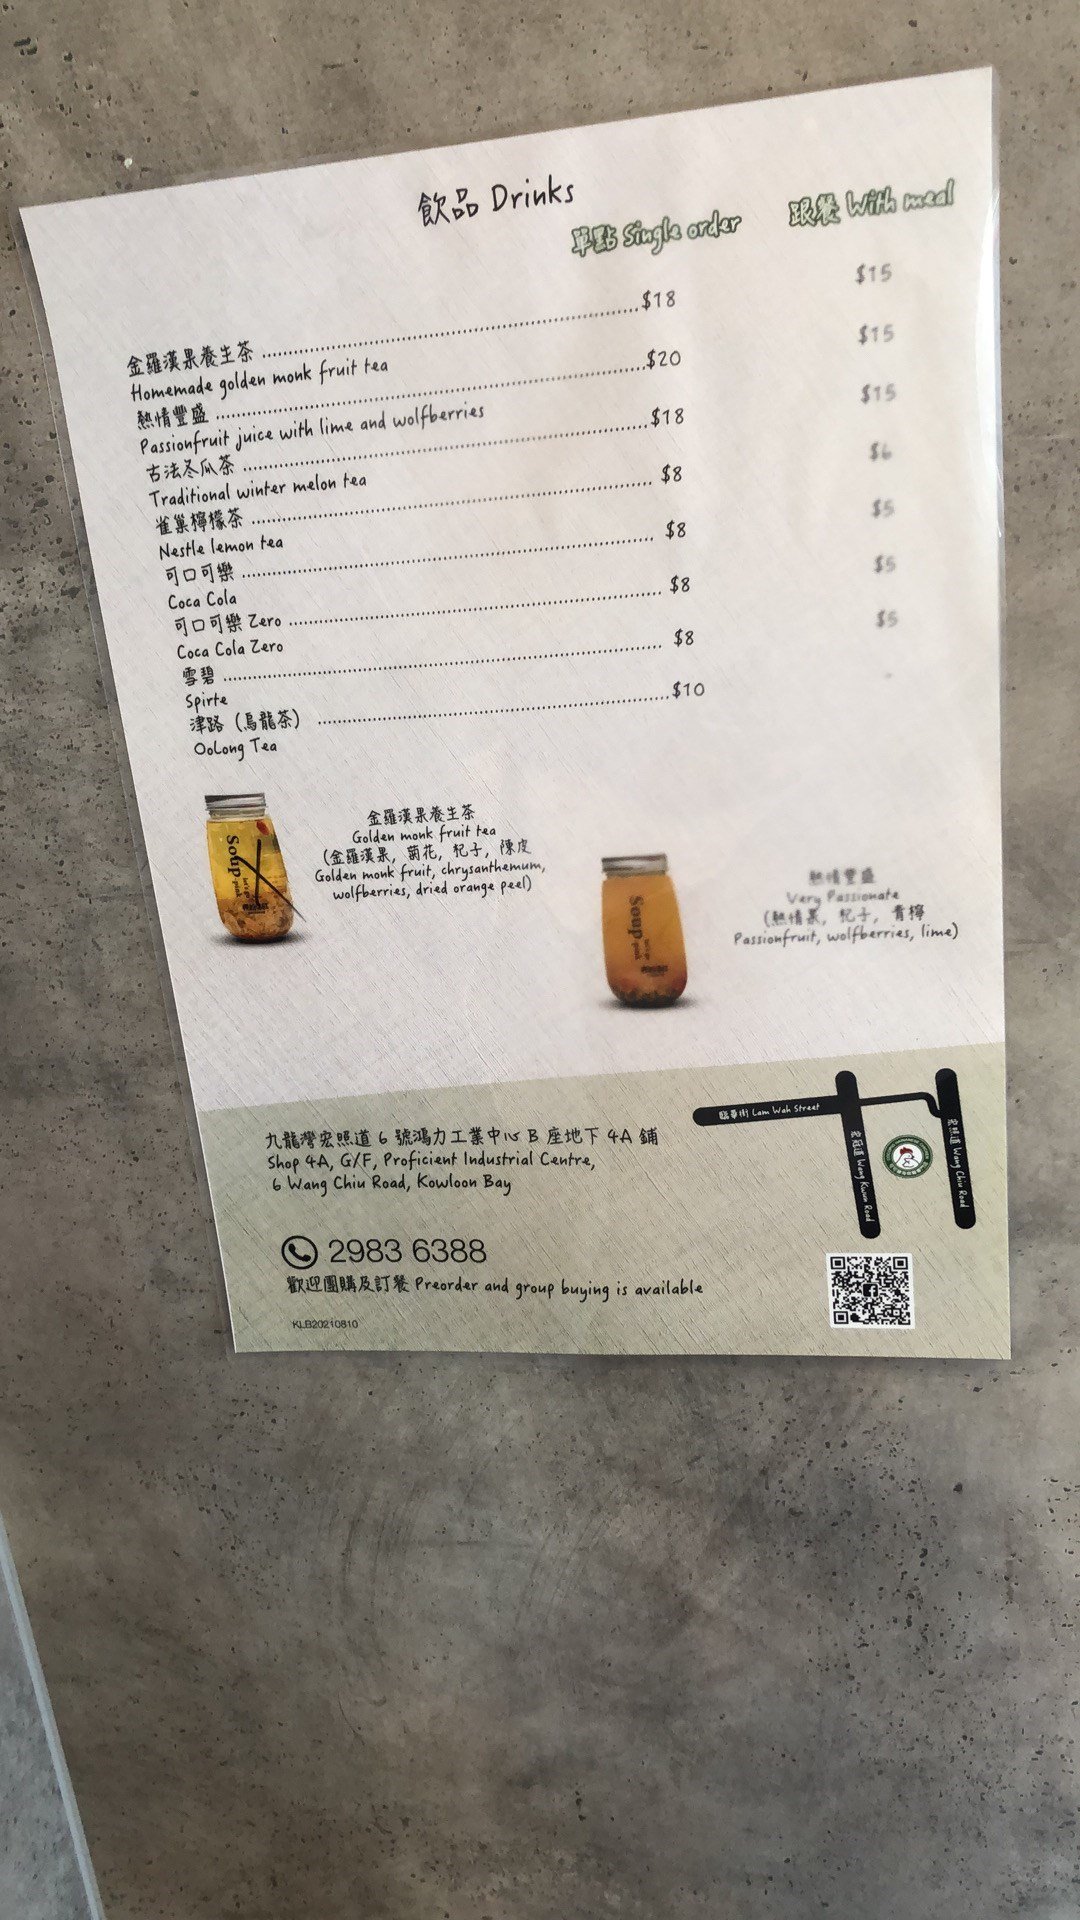 飲品 Drinks
單點 Single order 跟餐 With meal
金羅漢果養生茶 $18 $15
Homemade golden monk fruit tea
熱情豐盛 $20 $15
Passionfruit juice with lime and wolfberries
古法冬瓜茶 $18 $15
Traditional winter melon tea
雀巢檸檬茶 $8 $6
Nestle lemon tea
可口可樂 $8 $5
Coca Cola
可口可樂 Zero $8 $5
Coca Cola Zero
雪碧 $8 $5
Spirte
津路（烏龍茶） $10
OoLong Tea
Soup
金羅漢果養生茶
Golden monk fruit tea
(金羅漢果, 菊花, 杞子, 陳皮
Golden monk fruit, chrysanthemum,
wolfberries, dried orange peel)
Soup
熱情豐盛
Very Passionate
(熱情果, 杞子, 青檸
Passionfruit, wolfberries, lime)
臨華街 Lam Wah Street
宏冠道 Wang Kwun Road
宏照道 Wang Chiu Road
九龍灣宏照道 6 號鴻力工業中心 B 座地下 4A 鋪
Shop 4A, G/F, Proficient Industrial Centre,
6 Wang Chiu Road, Kowloon Bay
2983 6388
歡迎團購及訂餐 Preorder and group buying is available
KLB20210810